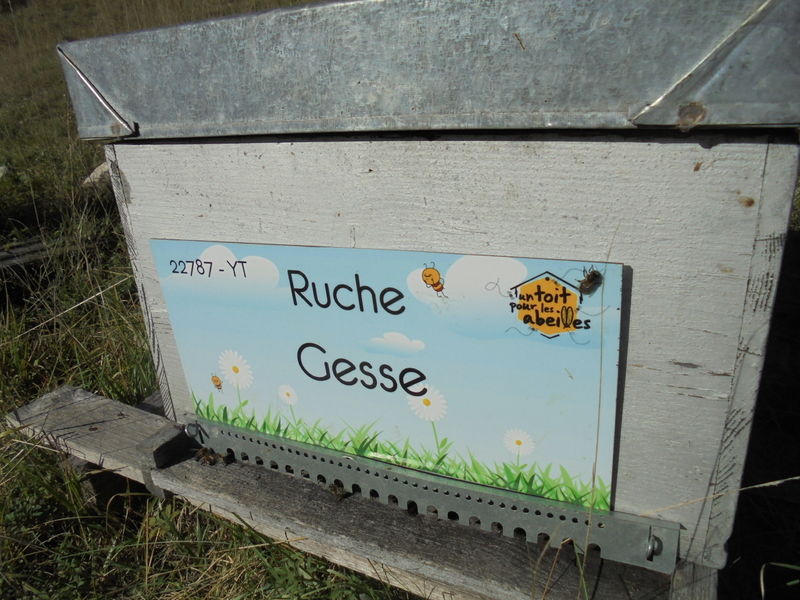 22787 - YT
Ruche
Gesse
un toit
pour les
abeilles